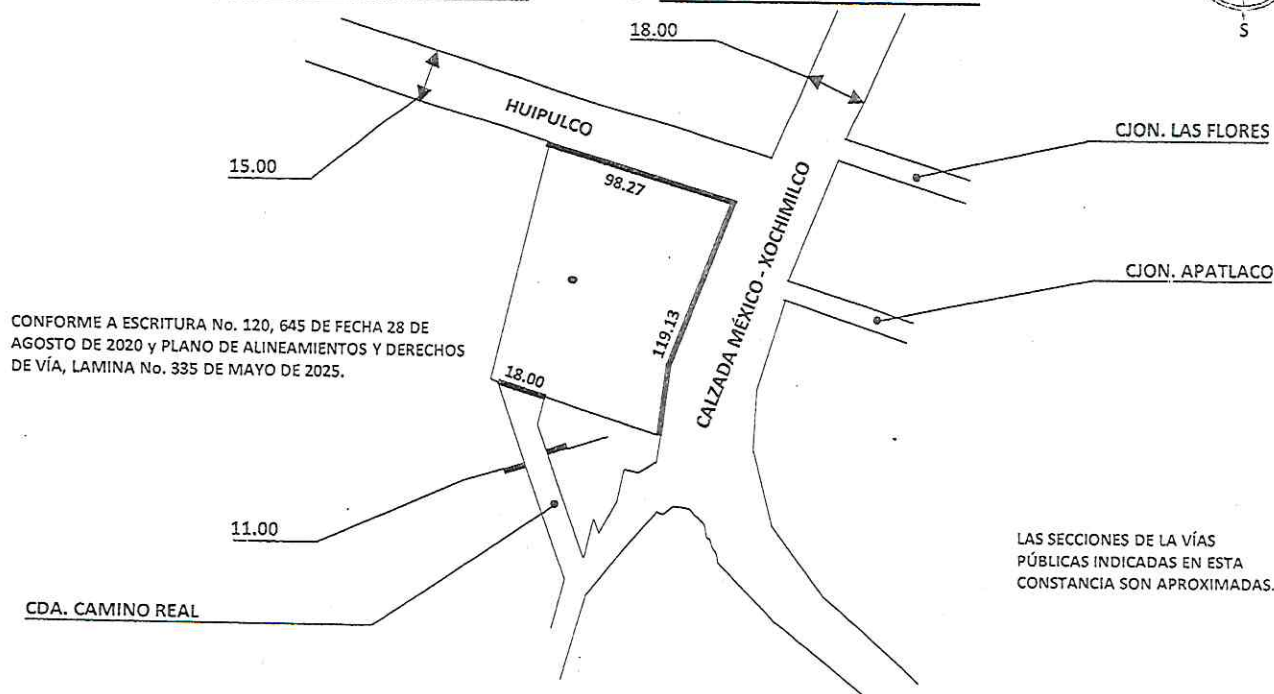 S
18.00
HUIPULCO
CJON. LAS FLORES
15.00
98.27
CALZADA MÉXICO - XOCHIMILCO
CJON. APATLACO
CONFORME A ESCRITURA No. 120, 645 DE FECHA 28 DE
AGOSTO DE 2020 y PLANO DE ALINEAMIENTOS Y DERECHOS
DE VÍA, LAMINA No. 335 DE MAYO DE 2025.
119.13
18.00
11.00
LAS SECCIONES DE LA VÍAS
PÚBLICAS INDICADAS EN ESTA
CONSTANCIA SON APROXIMADAS.
CDA. CAMINO REAL